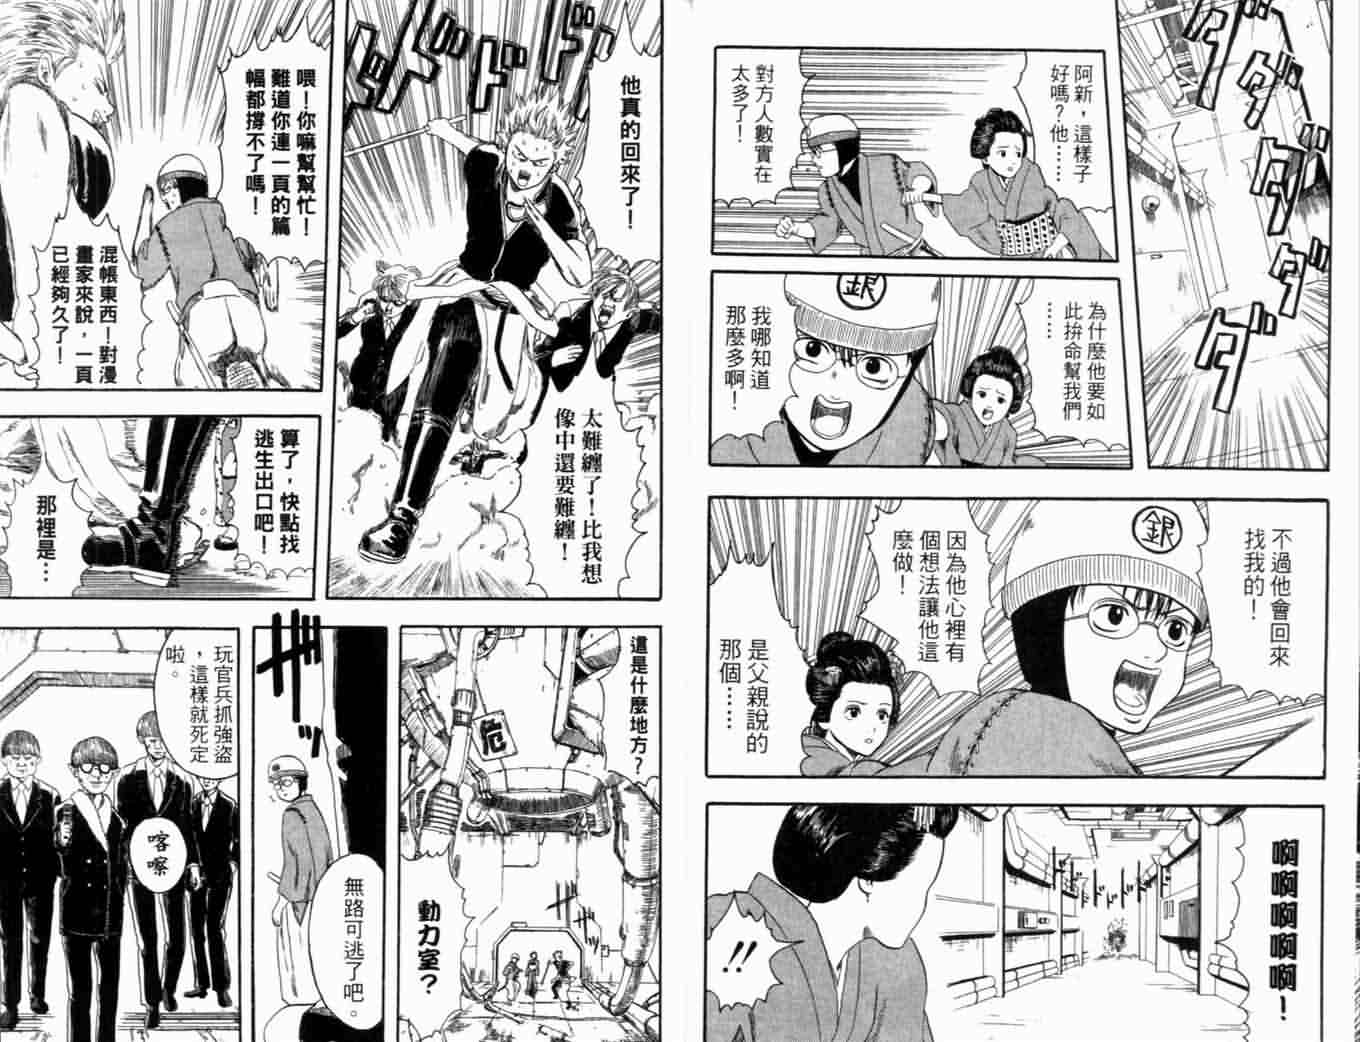 ダダダダ
阿新，這樣子
好嗎？他……
對方人數實在
太多了！
為什麼他要如
此拚命幫我們
……
銀
我哪知道
那麼多啊！
不過他會回來
找我的！
銀
因為他心裡有
個想法讓他這
麼做！
是父親說的
那個……
啊啊啊啊啊！
ドドドド
!!
ドドドド
他真的回來了！
太難纏了！比我想
像中還要難纏！
喂！你嘛幫幫忙！
難道你連一頁的篇
幅都撐不了嗎！
混帳東西！對漫
畫家來說，一頁
已經夠久了！
算了，快點找
逃生出口吧！
那裡是…
這是什麼地方？
危
動力室？
無路可逃了吧。
玩官兵抓強盜
，這樣就死定
啦。
喀嚓